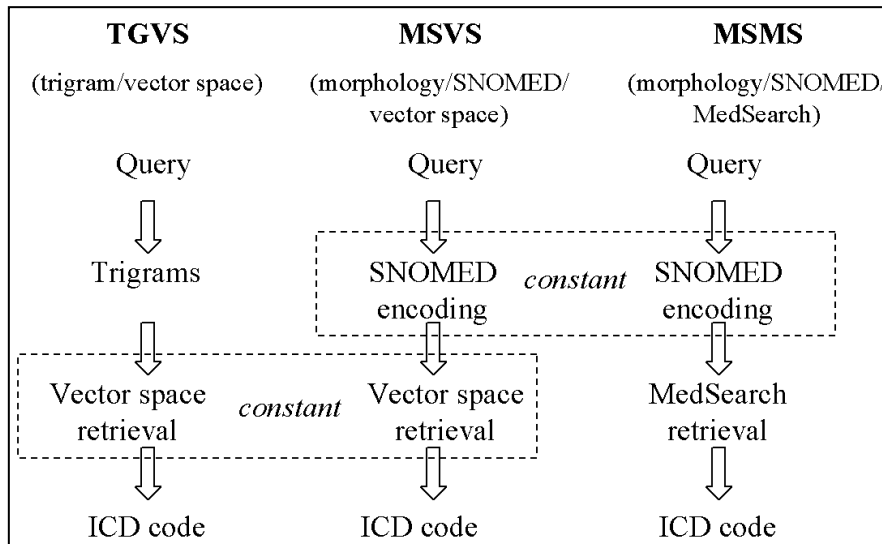 TGVS MSVS MSMS
(trigram/vector space) (morphology/SNOMED/ (morphology/SNOMED/
vector space) MedSearch)
Query Query Query
Trigrams SNOMED constant SNOMED
encoding encoding
Vector space constant Vector space MedSearch
retrieval retrieval retrieval
ICD code ICD code ICD code